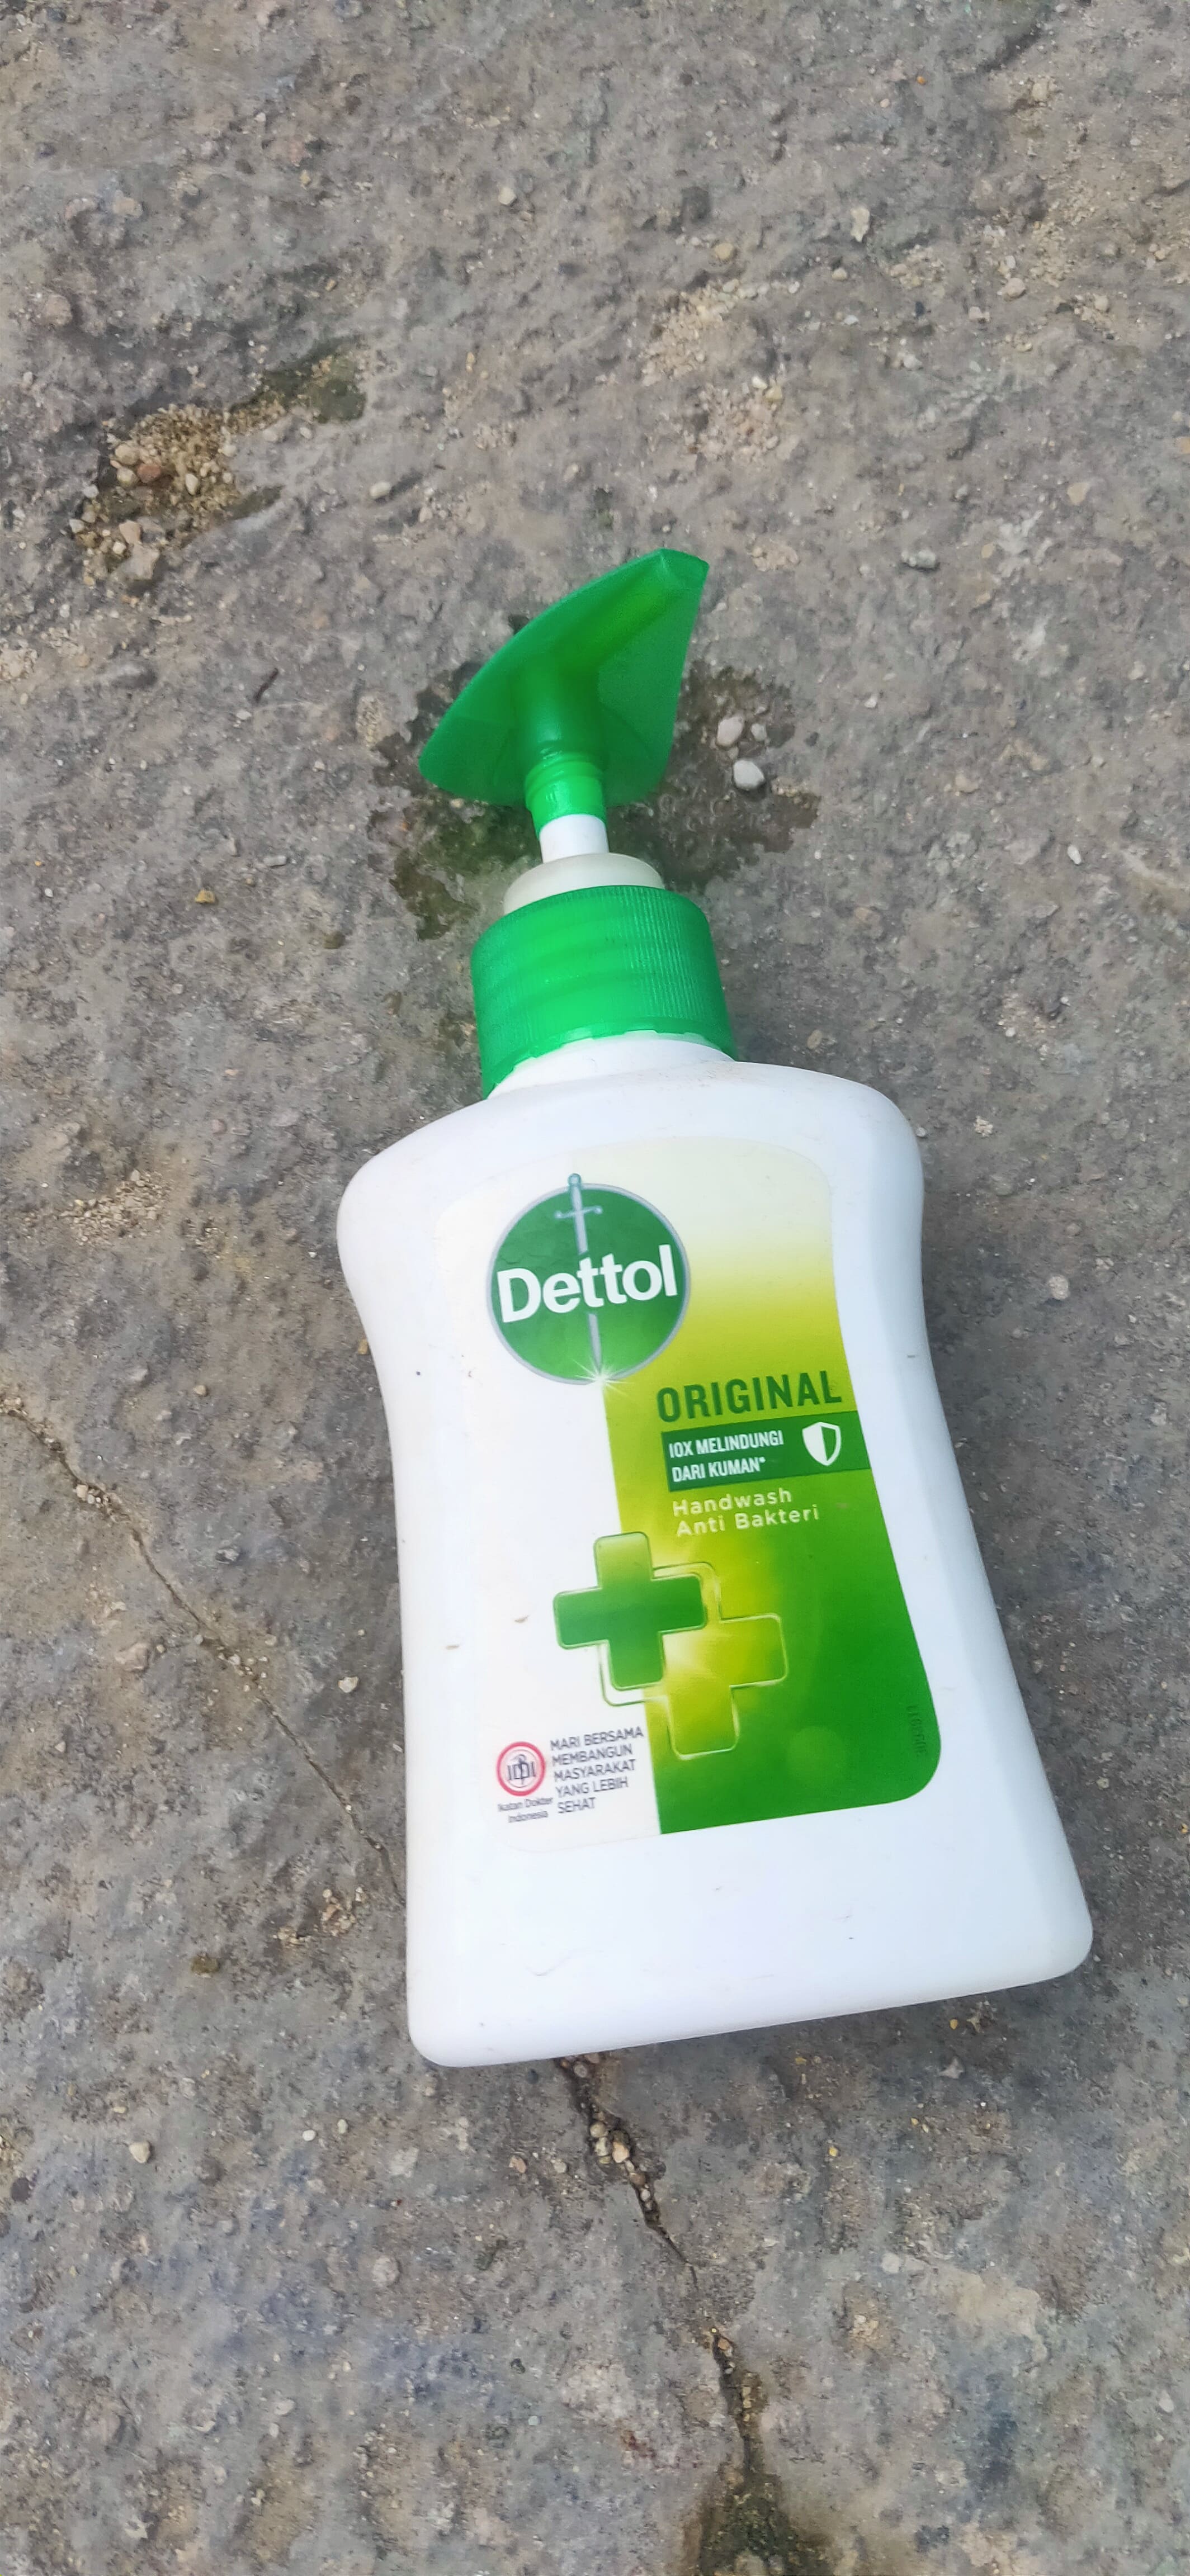 Dettol
ORIGINAL
10X MELINDUNGI
DARI KUMAN*
Handwash
Anti Bakteri
IDI
Ikatan Dokter
Indonesia
MARI BERSAMA
MEMBANGUN
MASYARAKAT
YANG LEBIH
SEHAT